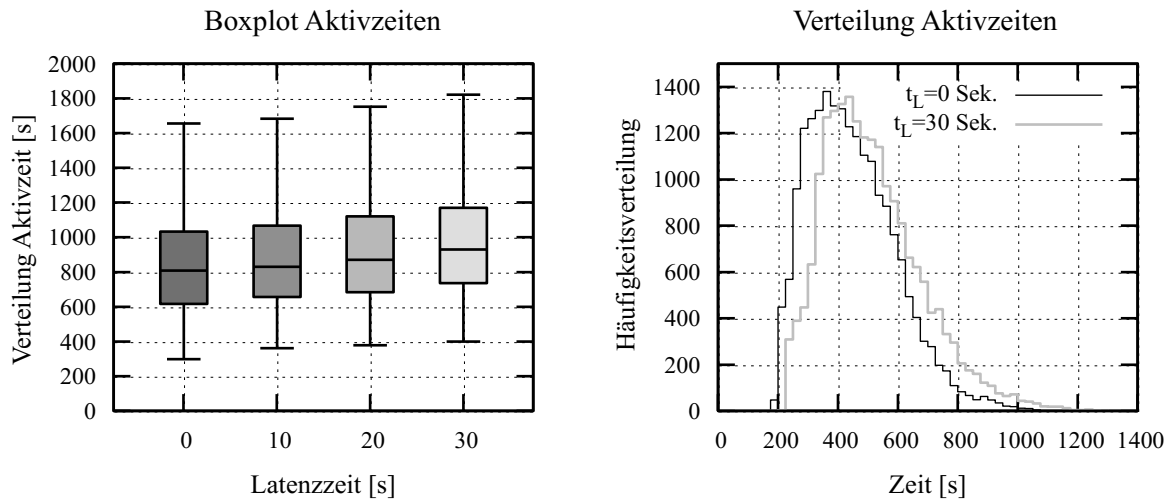 Boxplot Aktivzeiten
Verteilung Aktivzeit [s]
2000
1800
1600
1400
1200
1000
800
600
400
200
0
0 10 20 30
Latenzzeit [s]
Verteilung Aktivzeiten
Häufigkeitsverteilung
1400
1200
1000
800
600
400
200
0
t_L=0 Sek.
t_L=30 Sek.
0 200 400 600 800 1000 1200 1400
Zeit [s]